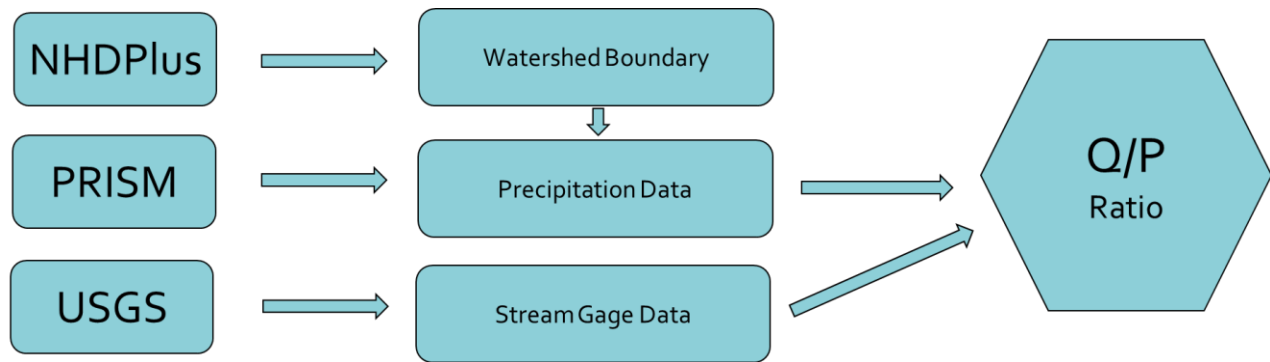 NHDPlus
Watershed Boundary
PRISM
Precipitation Data
USGS
Stream Gage Data
Q/P
Ratio